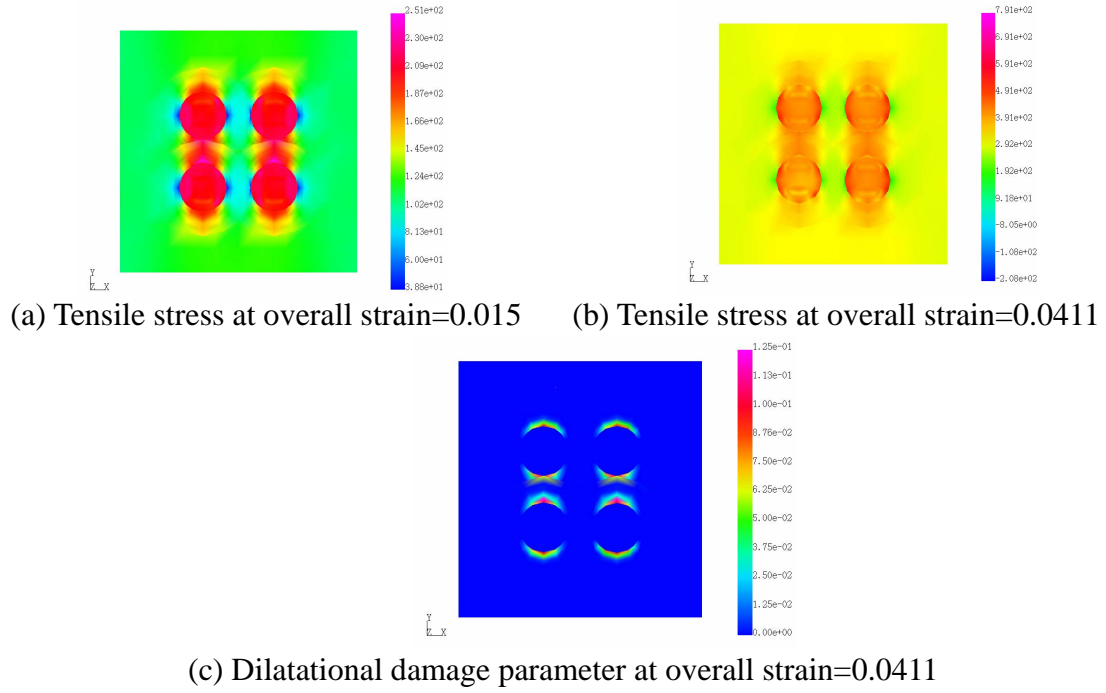 2.51e+02
2.30e+02
2.09e+02
1.87e+02
1.66e+02
1.45e+02
1.24e+02
1.02e+02
8.13e+01
6.00e+01
3.88e+01
Y
Z X
7.91e+02
6.91e+02
5.91e+02
4.91e+02
3.91e+02
2.92e+02
1.92e+02
9.18e+01
-8.05e+00
-1.08e+02
-2.08e+02
Y
Z X
(a) Tensile stress at overall strain=0.015
(b) Tensile stress at overall strain=0.0411
1.25e-01
1.13e-01
1.00e-01
8.76e-02
7.50e-02
6.25e-02
5.00e-02
3.75e-02
2.50e-02
1.25e-02
0.00e+00
Y
Z X
(c) Dilatational damage parameter at overall strain=0.0411